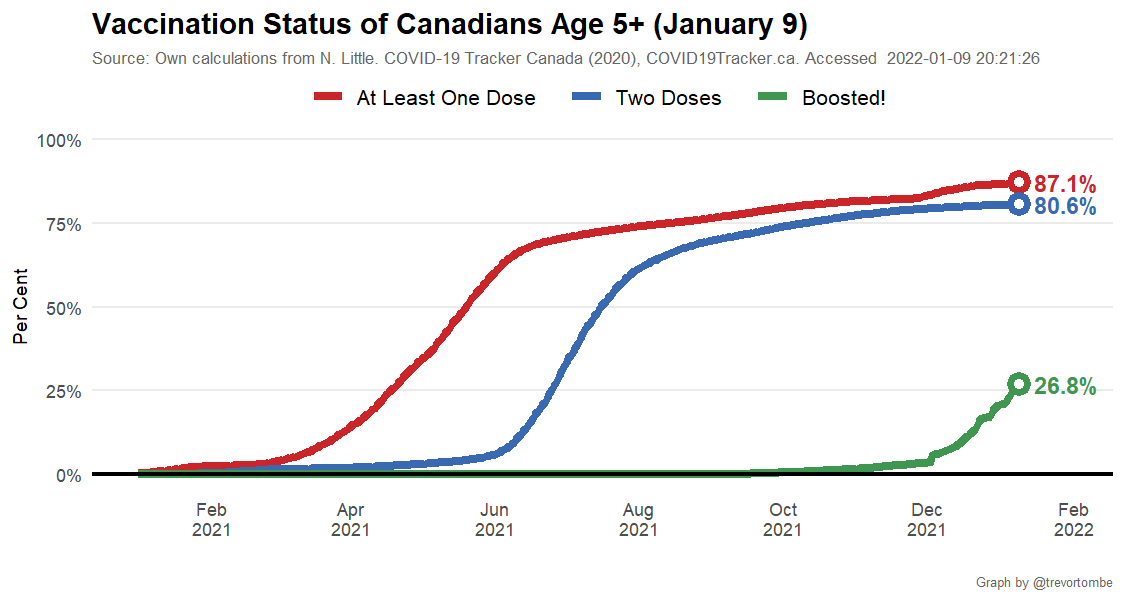 Vaccination Status of Canadians Age 5+ (January 9)
Source: Own calculations from N. Little. COVID-19 Tracker Canada (2020), COVID19Tracker.ca. Accessed  2022-01-09 20:21:26
At Least One Dose Two Doses Boosted!
100%
87.1%
80.6%
75%
Per Cent
50%
26.8%
25%
0%
Feb Apr Jun Aug Oct Dec Feb
2021 2021 2021 2021 2021 2021 2022
Graph by @trevortombe